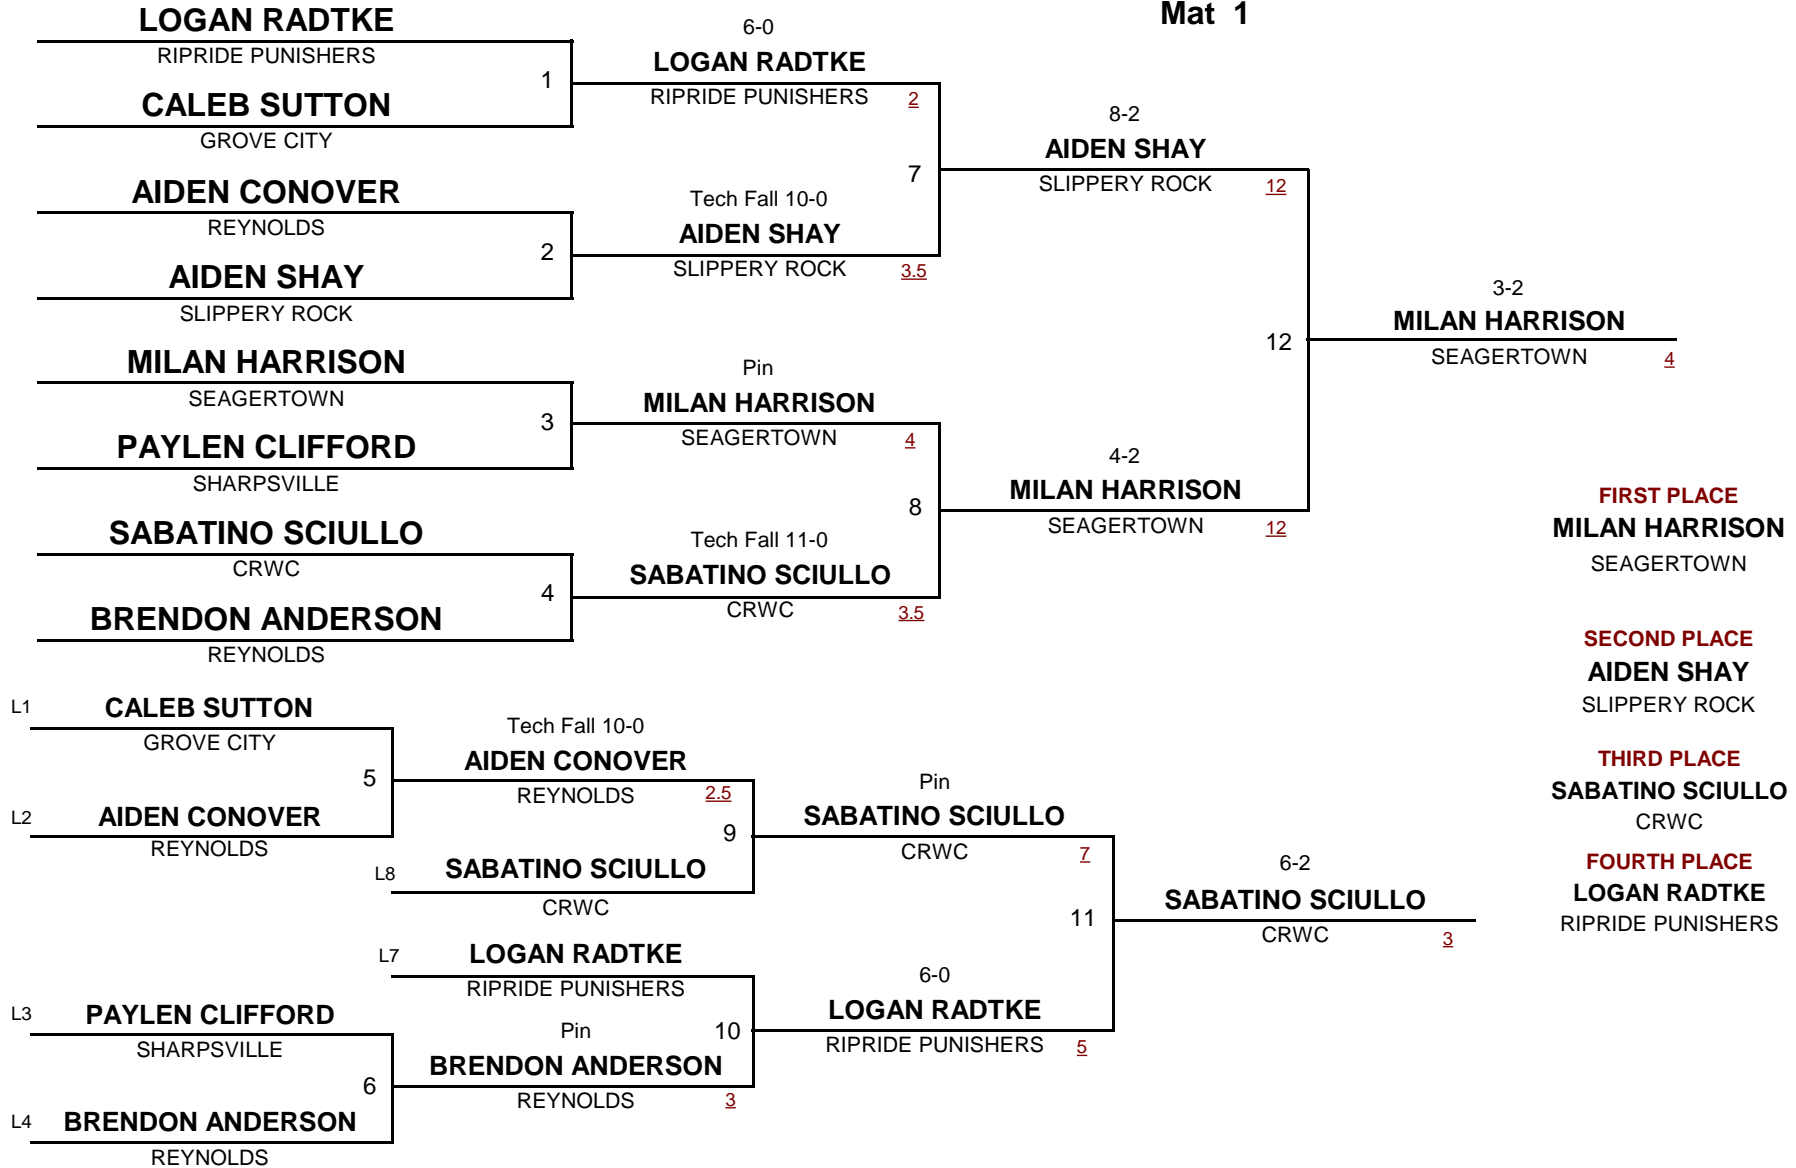 Mat 1
LOGAN RADTKE
RIPRIDE PUNISHERS
1
CALEB SUTTON
GROVE CITY
AIDEN CONOVER
REYNOLDS
2
AIDEN SHAY
SLIPPERY ROCK
MILAN HARRISON
SEAGERTOWN
3
PAYLEN CLIFFORD
SHARPSVILLE
SABATINO SCIULLO
CRWC
4
BRENDON ANDERSON
REYNOLDS
6-0
LOGAN RADTKE
RIPRIDE PUNISHERS 2
7
Tech Fall 10-0
AIDEN SHAY
SLIPPERY ROCK 3.5
Pin
MILAN HARRISON
SEAGERTOWN 4
8
Tech Fall 11-0
SABATINO SCIULLO
CRWC 3.5
8-2
AIDEN SHAY
SLIPPERY ROCK 12
12
4-2
MILAN HARRISON
SEAGERTOWN 12
3-2
MILAN HARRISON
SEAGERTOWN 4
FIRST PLACE
MILAN HARRISON
SEAGERTOWN
SECOND PLACE
AIDEN SHAY
SLIPPERY ROCK
THIRD PLACE
SABATINO SCIULLO
CRWC
FOURTH PLACE
LOGAN RADTKE
RIPRIDE PUNISHERS
L1 CALEB SUTTON
GROVE CITY
5
L2 AIDEN CONOVER
REYNOLDS
L3 PAYLEN CLIFFORD
SHARPSVILLE
6
L4 BRENDON ANDERSON
REYNOLDS
Tech Fall 10-0
AIDEN CONOVER
REYNOLDS 2.5
9
L8 SABATINO SCIULLO
CRWC
L7 LOGAN RADTKE
RIPRIDE PUNISHERS
10
Pin
BRENDON ANDERSON
REYNOLDS 3
Pin
SABATINO SCIULLO
CRWC 7
11
6-0
LOGAN RADTKE
RIPRIDE PUNISHERS 5
6-2
SABATINO SCIULLO
CRWC 3